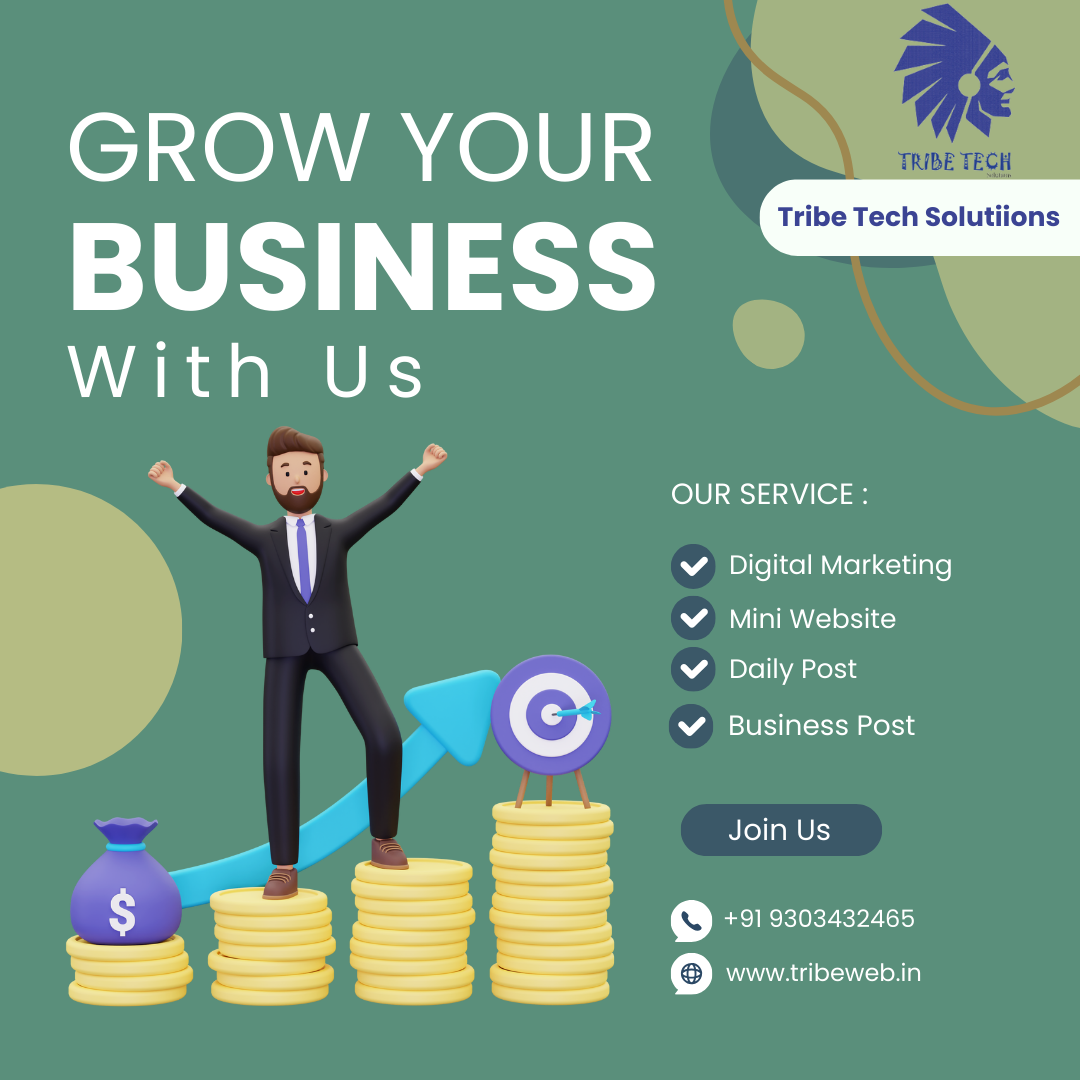 TRIBE TECH
Solutions
Tribe Tech Solutiions
GROW YOUR
BUSINESS
With Us
OUR SERVICE :
Digital Marketing
Mini Website
Daily Post
Business Post
Join Us
$
+91 9303432465
www.tribeweb.in